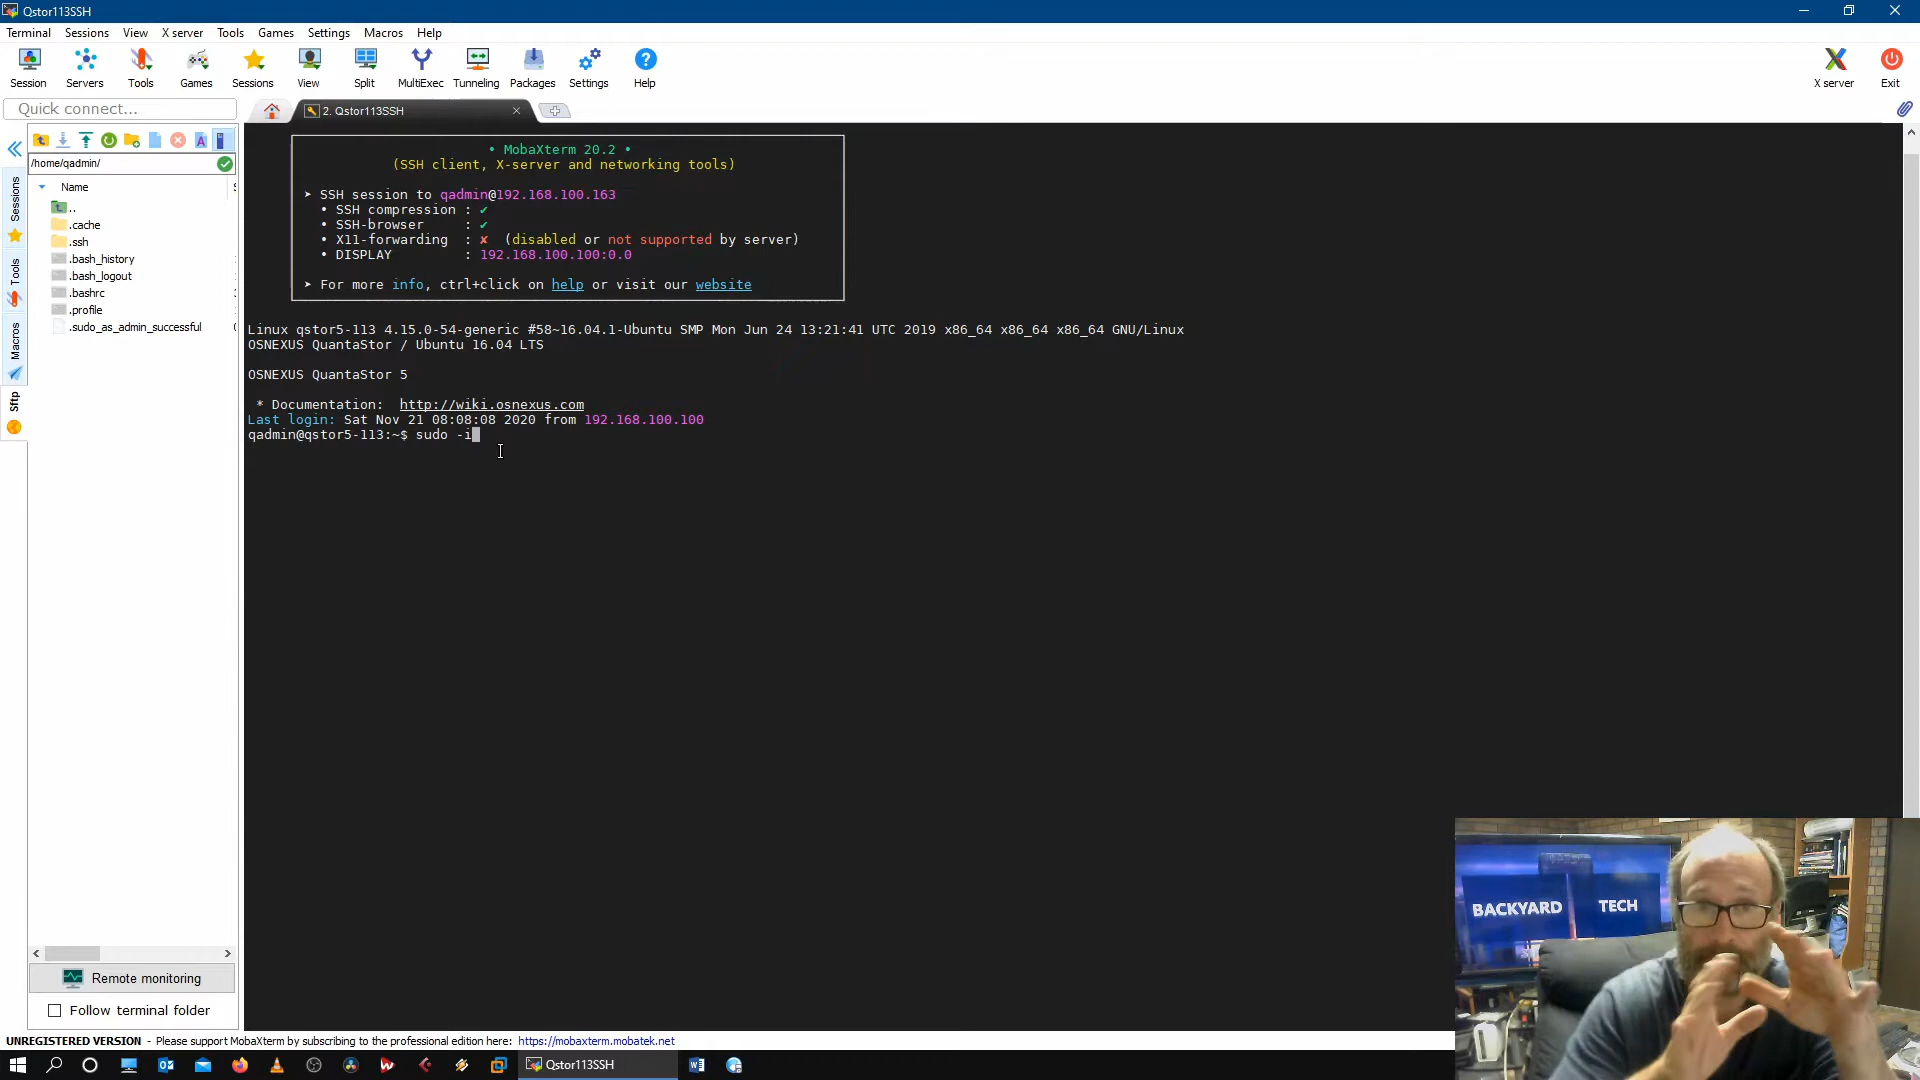 Qstor113SSH
Terminal Sessions View X server Tools Games Settings Macros Help
Session Servers Tools Games Sessions View Split MultiExec Tunneling Packages Settings Help X server Exit
Quick connect...
2. Qstor113SSH
/home/qadmin/
Name
..
.cache
.ssh
.bash_history
.bash_logout
.bashrc
.profile
.sudo_as_admin_successful
Sessions
Tools
Macros
Sftp
• MobaXterm 20.2 •
(SSH client, X-server and networking tools)
➤ SSH session to qadmin@192.168.100.163
• SSH compression : ✔
• SSH-browser : ✔
• X11-forwarding : ✘ (disabled or not supported by server)
• DISPLAY : 192.168.100.100:0.0
➤ For more info, ctrl+click on help or visit our website
Linux qstor5-113 4.15.0-54-generic #58~16.04.1-Ubuntu SMP Mon Jun 24 13:21:41 UTC 2019 x86_64 x86_64 x86_64 GNU/Linux
OSNEXUS QuantaStor / Ubuntu 16.04 LTS
OSNEXUS QuantaStor 5
* Documentation: http://wiki.osnexus.com
Last login: Sat Nov 21 08:08:08 2020 from 192.168.100.100
qadmin@qstor5-113:~$ sudo -i
BACKYARD TECH
Remote monitoring
Follow terminal folder
UNREGISTERED VERSION - Please support MobaXterm by subscribing to the professional edition here: https://mobaxterm.mobatek.net
Qstor113SSH